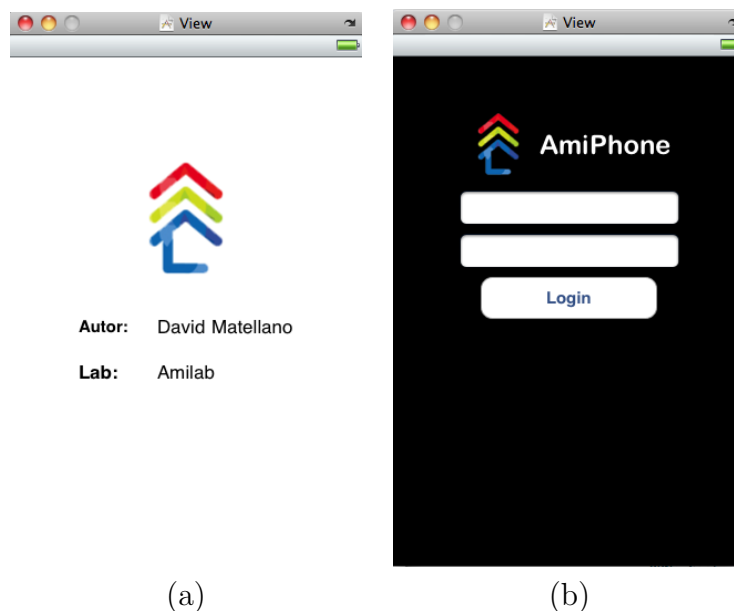 View
Autor: David Matellano
Lab: Amilab
(a)
View
AmiPhone
Login
(b)